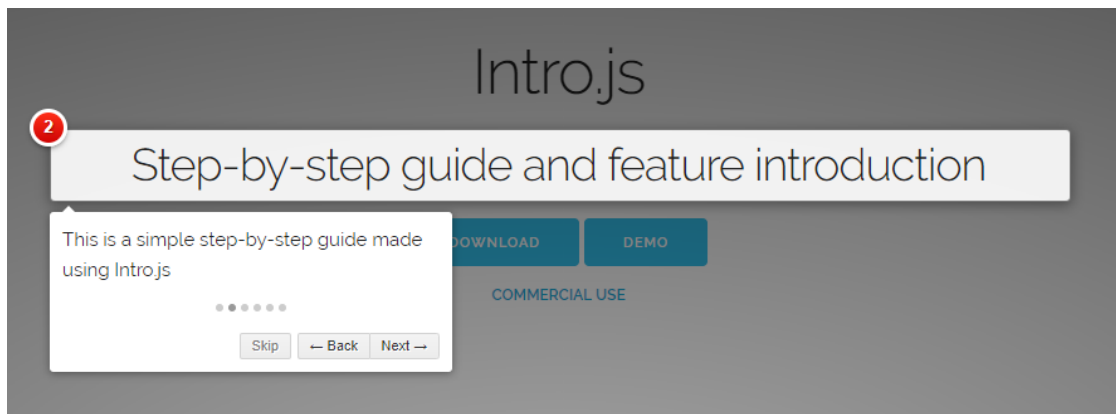 Intro.js
2
Step-by-step guide and feature introduction
This is a simple step-by-step guide made
using Intro.js
DOWNLOAD
DEMO
COMMERCIAL USE
Skip
← Back
Next →